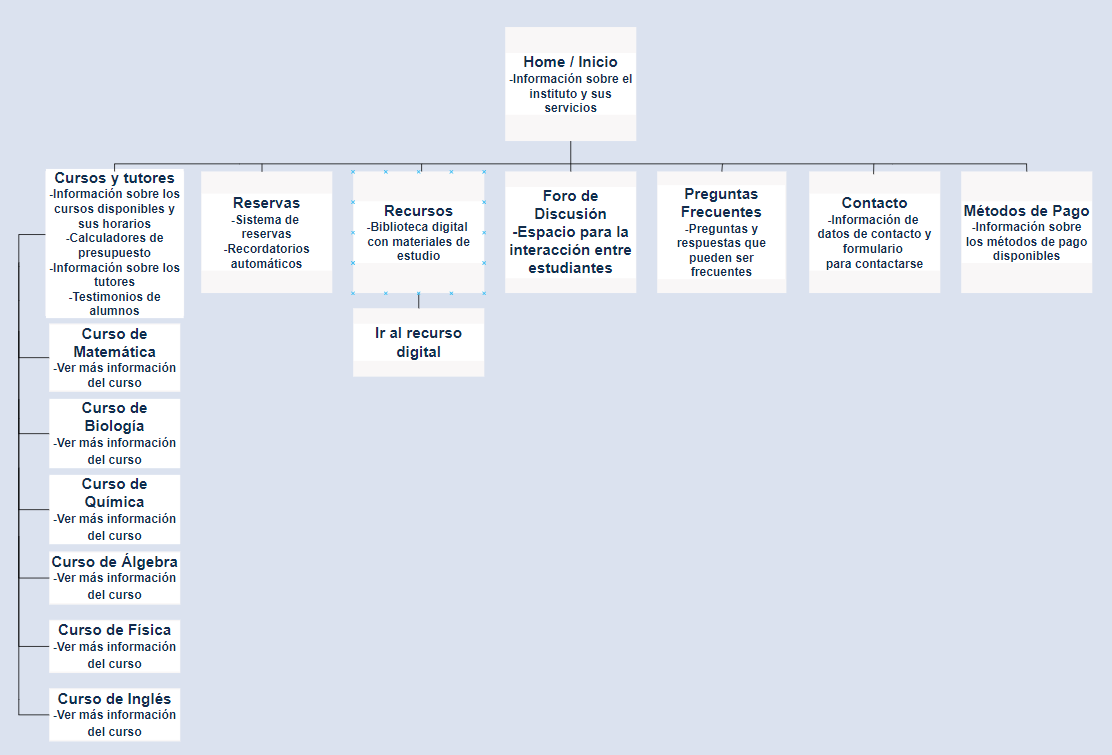 Home / Inicio
-Información sobre el
instituto y sus
servicios
Cursos y tutores
-Información sobre los
cursos disponibles y
sus horarios
-Calculadores de
presupuesto
-Información sobre los
tutores
-Testimonios de
alumnos
Reservas
-Sistema de
reservas
-Recordatorios
automáticos
Recursos
-Biblioteca digital
con materiales de
estudio
Foro de
Discusión
-Espacio para la
interacción entre
estudiantes
Preguntas
Frecuentes
-Preguntas y
respuestas que
pueden ser
frecuentes
Contacto
-Información de
datos de contacto y
formulario
para contactarse
Métodos de Pago
-Información sobre
los métodos de pago
disponibles
Ir al recurso
digital
Curso de
Matemática
-Ver más información
del curso
Curso de
Biología
-Ver más información
del curso
Curso de
Química
-Ver más información
del curso
Curso de Álgebra
-Ver más información
del curso
Curso de Física
-Ver más información
del curso
Curso de Inglés
-Ver más información
del curso